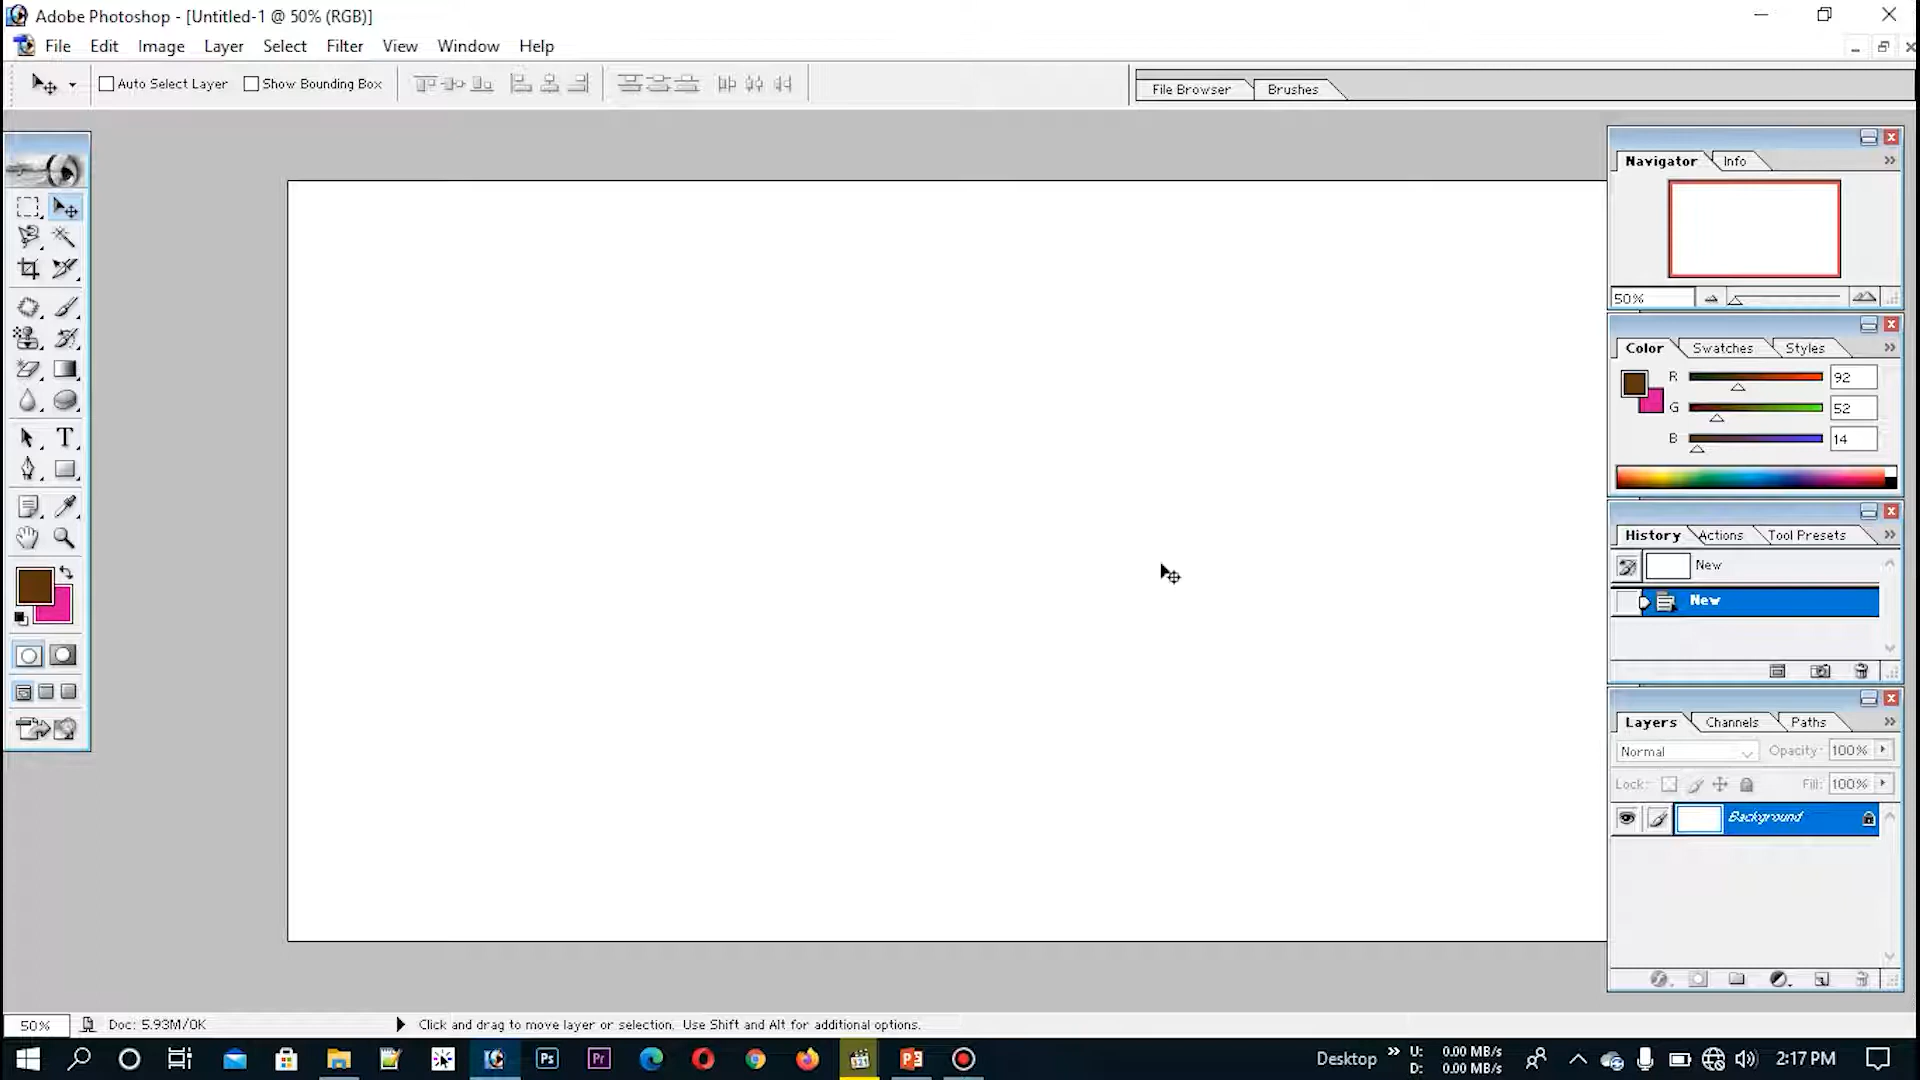 Adobe Photoshop - [Untitled-1 @ 50% (RGB)]
File Edit Image Layer Select Filter View Window Help
Auto Select Layer Show Bounding Box
File Browser Brushes
Navigator Info
50%
Color Swatches Styles
R 92
G 52
B 14
T
History Actions Tool Presets
New
New
Layers Channels Paths
Normal Opacity: 100%
Lock: Fill: 100%
Background
50% Doc: 5.93M/0K Click and drag to move layer or selection. Use Shift and Alt for additional options.
Ps Pr Desktop U: 0.00 MB/s
D: 0.00 MB/s
2:17 PM